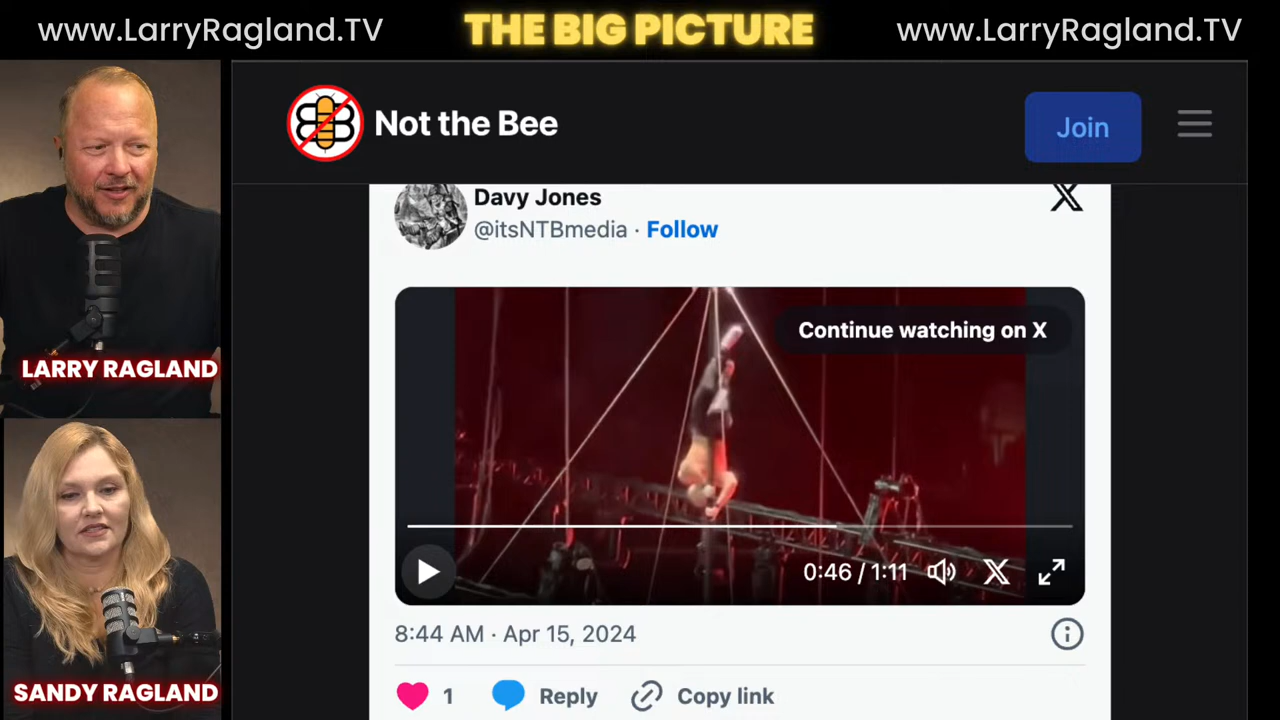 www.LarryRagland.TV
THE BIG PICTURE
www.LarryRagland.TV
Not the Bee
Join
Davy Jones
@itsNTBmedia · Follow
Continue watching on X
0:46 / 1:11
8:44 AM · Apr 15, 2024
1
Reply
Copy link
LARRY RAGLAND
SANDY RAGLAND